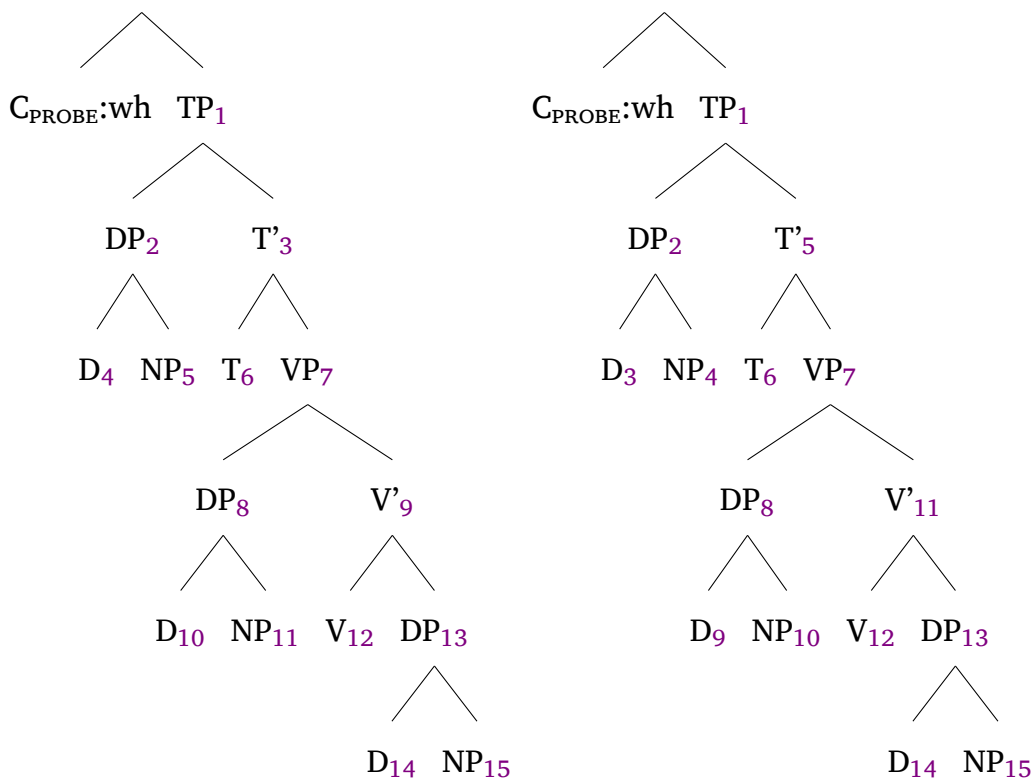 C_PROBE:wh TP₁ C_PROBE:wh TP₁
DP₂ T’₃ DP₂ T’₅
D₄ NP₅ T₆ VP₇ D₃ NP₄ T₆ VP₇
DP₈ V’₉ DP₈ V’₁₁
D₁₀ NP₁₁ V₁₂ DP₁₃ D₉ NP₁₀ V₁₂ DP₁₃
D₁₄ NP₁₅ D₁₄ NP₁₅